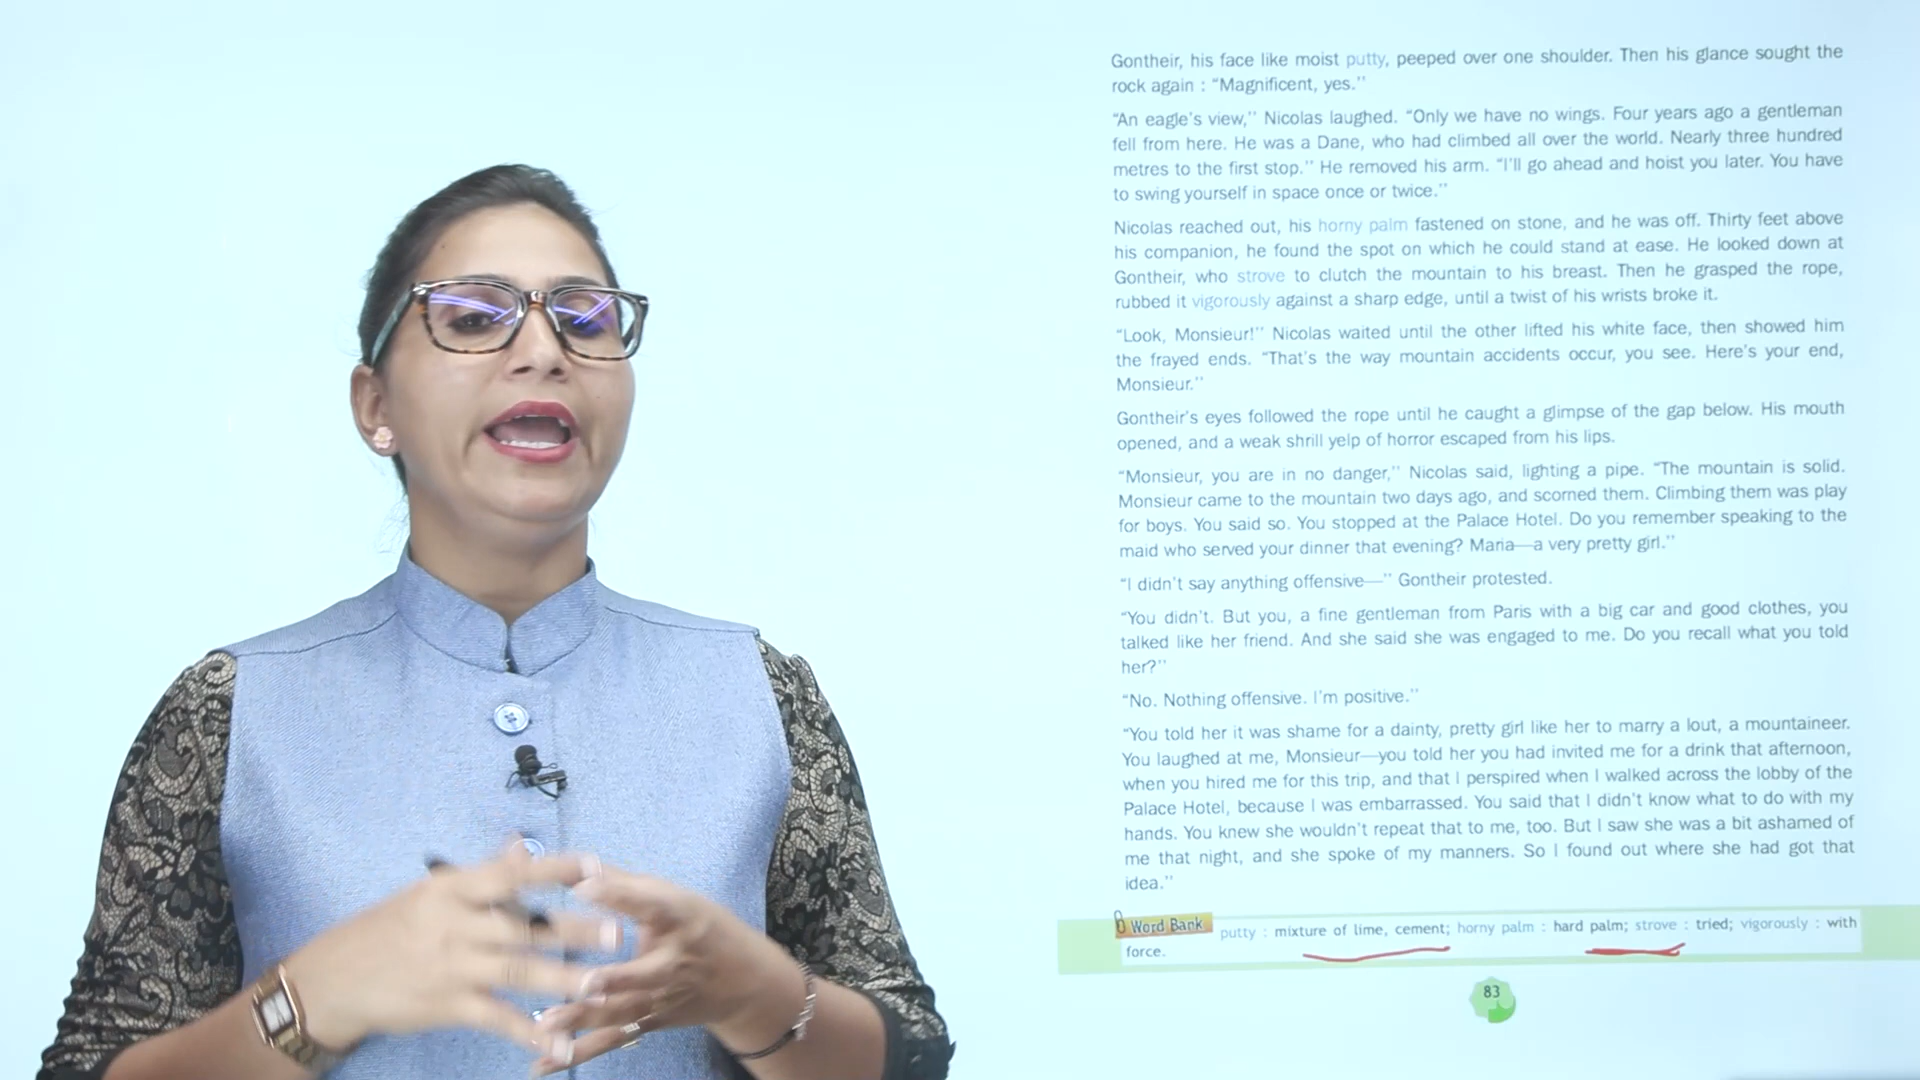 Gontheir, his face like moist putty, peeped over one shoulder. Then his glance sought the
rock again : “Magnificent, yes.’’
“An eagle’s view,’’ Nicolas laughed. “Only we have no wings. Four years ago a gentleman
fell from here. He was a Dane, who had climbed all over the world. Nearly three hundred
metres to the first stop.’’ He removed his arm. “I’ll go ahead and hoist you later. You have
to swing yourself in space once or twice.’’
Nicolas reached out, his horny palm fastened on stone, and he was off. Thirty feet above
his companion, he found the spot on which he could stand at ease. He looked down at
Gontheir, who strove to clutch the mountain to his breast. Then he grasped the rope,
rubbed it vigorously against a sharp edge, until a twist of his wrists broke it.
“Look, Monsieur!’’ Nicolas waited until the other lifted his white face, then showed him
the frayed ends. “That’s the way mountain accidents occur, you see. Here’s your end,
Monsieur.’’
Gontheir’s eyes followed the rope until he caught a glimpse of the gap below. His mouth
opened, and a weak shrill yelp of horror escaped from his lips.
“Monsieur, you are in no danger,’’ Nicolas said, lighting a pipe. “The mountain is solid.
Monsieur came to the mountain two days ago, and scorned them. Climbing them was play
for boys. You said so. You stopped at the Palace Hotel. Do you remember speaking to the
maid who served your dinner that evening? Maria—a very pretty girl.’’
“I didn’t say anything offensive—’’ Gontheir protested.
“You didn’t. But you, a fine gentleman from Paris with a big car and good clothes, you
talked like her friend. And she said she was engaged to me. Do you recall what you told
her?’’
“No. Nothing offensive. I’m positive.’’
“You told her it was shame for a dainty, pretty girl like her to marry a lout, a mountaineer.
You laughed at me, Monsieur—you told her you had invited me for a drink that afternoon,
when you hired me for this trip, and that I perspired when I walked across the lobby of the
Palace Hotel, because I was embarrassed. You said that I didn’t know what to do with my
hands. You knew she wouldn’t repeat that to me, too. But I saw she was a bit ashamed of
me that night, and she spoke of my manners. So I found out where she had got that
idea.’’
Word Bank putty : mixture of lime, cement; horny palm : hard palm; strove : tried; vigorously : with
force.
83